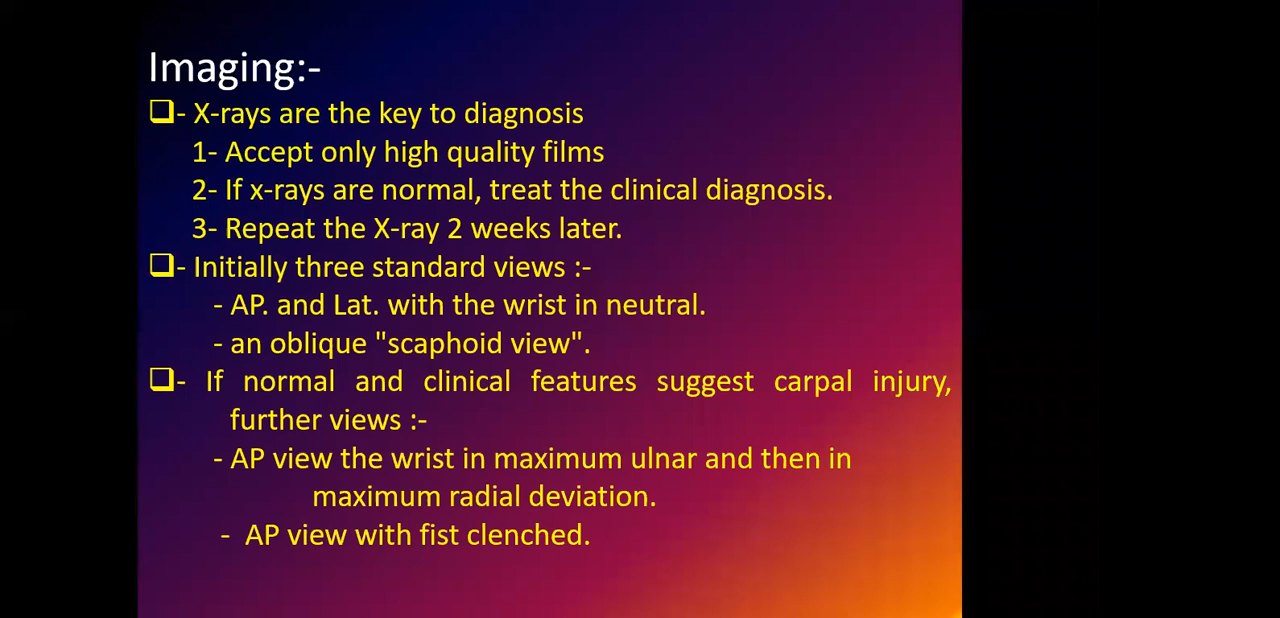 Imaging:-
❑- X-rays are the key to diagnosis
1- Accept only high quality films
2- If x-rays are normal, treat the clinical diagnosis.
3- Repeat the X-ray 2 weeks later.
❑- Initially three standard views :-
- AP. and Lat. with the wrist in neutral.
- an oblique "scaphoid view".
❑- If normal and clinical features suggest carpal injury,
further views :-
- AP view the wrist in maximum ulnar and then in
maximum radial deviation.
- AP view with fist clenched.